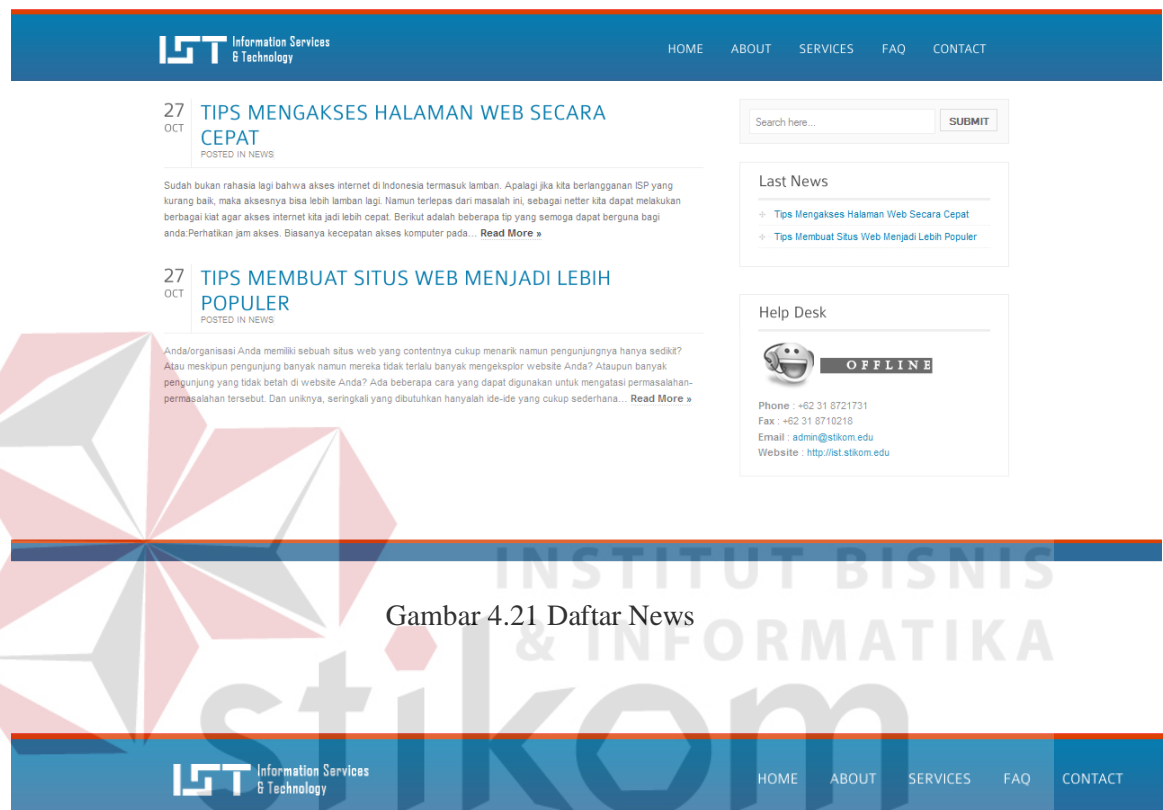 IST Information Services
& Technology
HOME ABOUT SERVICES FAQ CONTACT
27
OCT
TIPS MENGAKSES HALAMAN WEB SECARA
CEPAT
POSTED IN NEWS
Sudah bukan rahasia lagi bahwa akses internet di Indonesia termasuk lamban. Apalagi jika kita berlangganan ISP yang
kurang baik, maka aksesnya bisa lebih lamban lagi. Namun terlepas dari masalah ini, sebagai netter kita dapat melakukan
berbagai kiat agar akses internet kita jadi lebih cepat. Berikut adalah beberapa tip yang semoga dapat berguna bagi
anda:Perhatikan jam akses. Biasanya kecepatan akses komputer pada... Read More »
27
OCT
TIPS MEMBUAT SITUS WEB MENJADI LEBIH
POPULER
POSTED IN NEWS
Anda/organisasi Anda memiliki sebuah situs web yang contentnya cukup menarik namun pengunjungnya hanya sedikit?
Atau meskipun pengunjung banyak namun mereka tidak terlalu banyak mengeksplor website Anda? Ataupun banyak
pengunjung yang tidak betah di website Anda? Ada beberapa cara yang dapat digunakan untuk mengatasi permasalahan-
permasalahan tersebut. Dan uniknya, seringkali yang dibutuhkan hanyalah ide-ide yang cukup sederhana... Read More »
Search here... SUBMIT
Last News
Tips Mengakses Halaman Web Secara Cepat
Tips Membuat Situs Web Menjadi Lebih Populer
Help Desk
OFFLINE
Phone : +62 31 8721731
Fax : +62 31 8710218
Email : admin@stikom.edu
Website : http://ist.stikom.edu
INSTITUT BISNIS
Gambar 4.21 Daftar News
& INFORMATIKA
stikom
IST Information Services
& Technology
HOME ABOUT SERVICES FAQ CONTACT